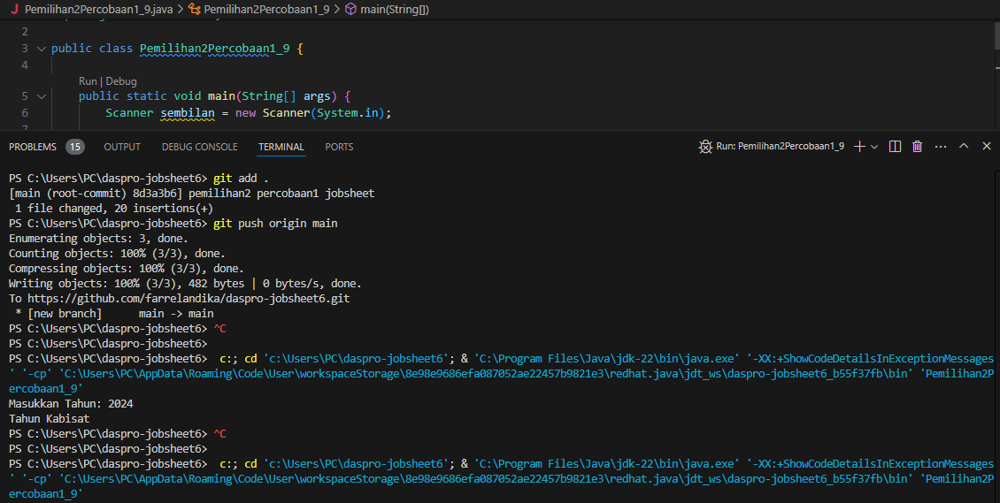 Pemilihan2Percobaan1_9.java > Pemilihan2Percobaan1_9 > main(String[])
2
3 public class Pemilihan2Percobaan1_9 {
4
Run | Debug
5 public static void main(String[] args) {
6 Scanner sembilan = new Scanner(System.in);
7
PROBLEMS 15 OUTPUT DEBUG CONSOLE TERMINAL PORTS Run: Pemilihan2Percobaan1_9
PS C:\Users\PC\daspro-jobsheet6> git add .
[main (root-commit) 8d3a3b6] pemilihan2 percobaan1 jobsheet
 1 file changed, 20 insertions(+)
PS C:\Users\PC\daspro-jobsheet6> git push origin main
Enumerating objects: 3, done.
Counting objects: 100% (3/3), done.
Compressing objects: 100% (3/3), done.
Writing objects: 100% (3/3), 482 bytes | 0 bytes/s, done.
To https://github.com/farrelandika/daspro-jobsheet6.git
 * [new branch]      main -> main
PS C:\Users\PC\daspro-jobsheet6> ^C
PS C:\Users\PC\daspro-jobsheet6>
PS C:\Users\PC\daspro-jobsheet6>  c:; cd 'c:\Users\PC\daspro-jobsheet6'; & 'C:\Program Files\Java\jdk-22\bin\java.exe' '-XX:+ShowCodeDetailsInExceptionMessages
' '-cp' 'C:\Users\PC\AppData\Roaming\Code\User\workspaceStorage\8e98e9686efa087052ae22457b9821e3\redhat.java\jdt_ws\daspro-jobsheet6_b55f37fb\bin' 'Pemilihan2P
ercobaan1_9'
Masukkan Tahun: 2024
Tahun Kabisat
PS C:\Users\PC\daspro-jobsheet6> ^C
PS C:\Users\PC\daspro-jobsheet6>
PS C:\Users\PC\daspro-jobsheet6>  c:; cd 'c:\Users\PC\daspro-jobsheet6'; & 'C:\Program Files\Java\jdk-22\bin\java.exe' '-XX:+ShowCodeDetailsInExceptionMessages
' '-cp' 'C:\Users\PC\AppData\Roaming\Code\User\workspaceStorage\8e98e9686efa087052ae22457b9821e3\redhat.java\jdt_ws\daspro-jobsheet6_b55f37fb\bin' 'Pemilihan2P
ercobaan1_9'